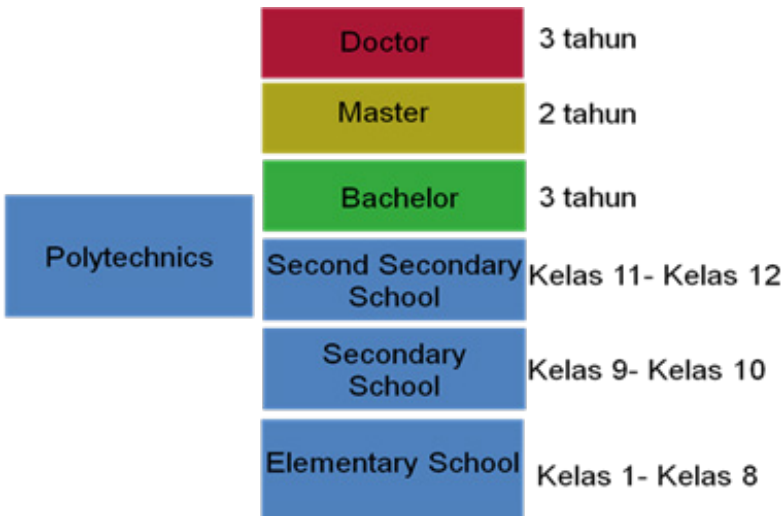 Doctor 3 tahun
Master 2 tahun
Bachelor 3 tahun
Polytechnics
Second Secondary
School
Kelas 11- Kelas 12
Secondary
School
Kelas 9- Kelas 10
Elementary School
Kelas 1- Kelas 8